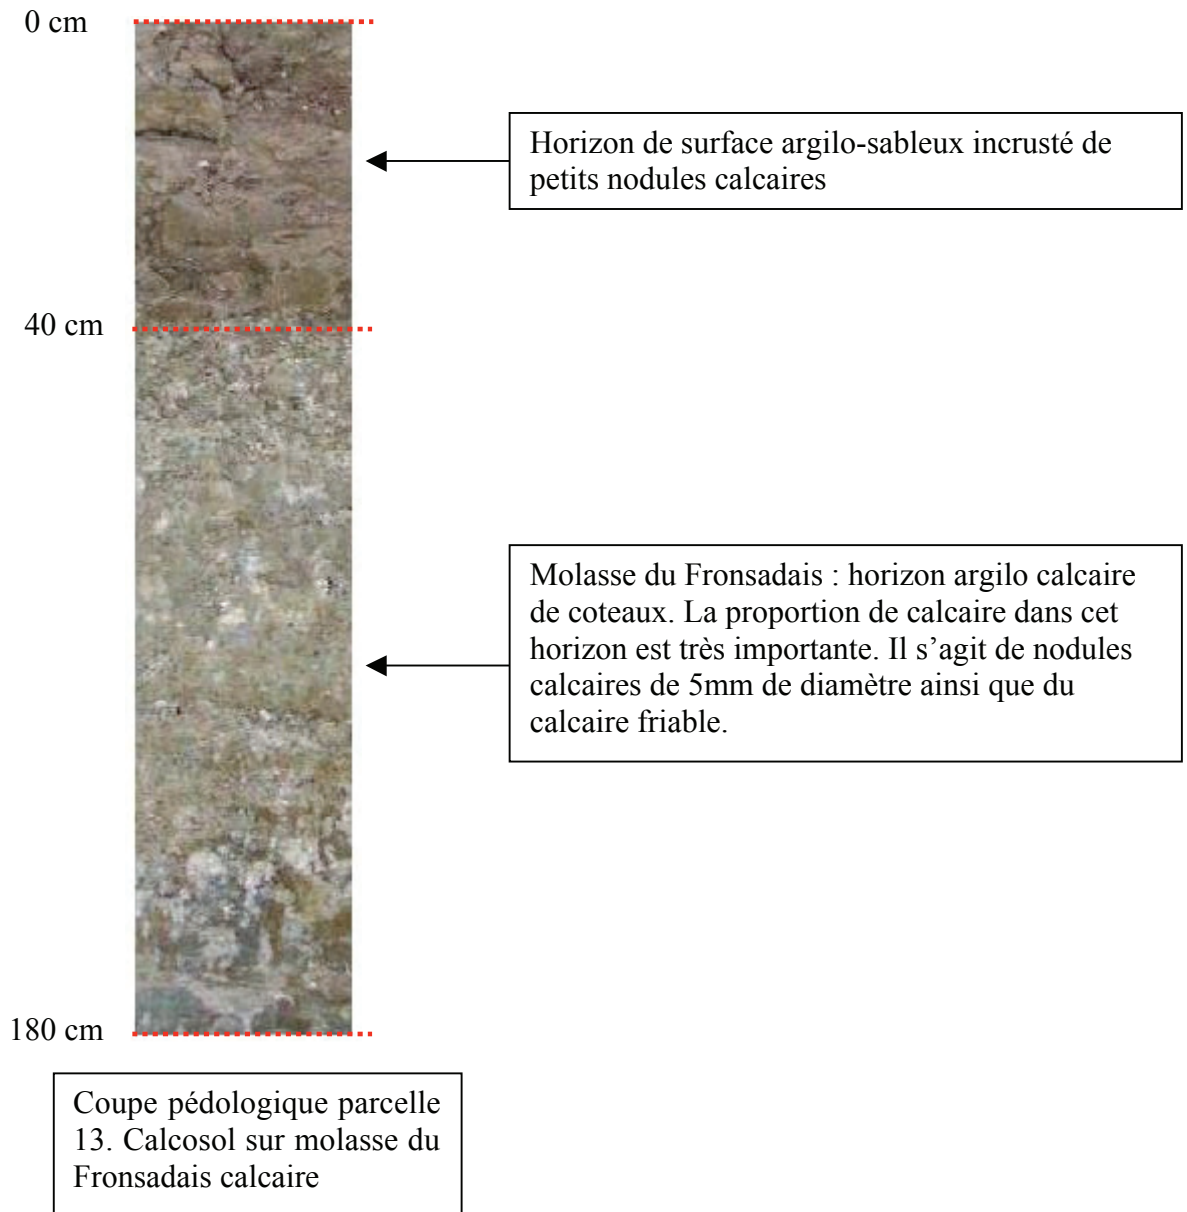 0 cm
Horizon de surface argilo-sableux incrusté de
petits nodules calcaires
40 cm
Molasse du Fronsadais : horizon argilo calcaire
de coteaux. La proportion de calcaire dans cet
horizon est très importante. Il s’agit de nodules
calcaires de 5mm de diamètre ainsi que du
calcaire friable.
180 cm
Coupe pédologique parcelle
13. Calcosol sur molasse du
Fronsadais calcaire